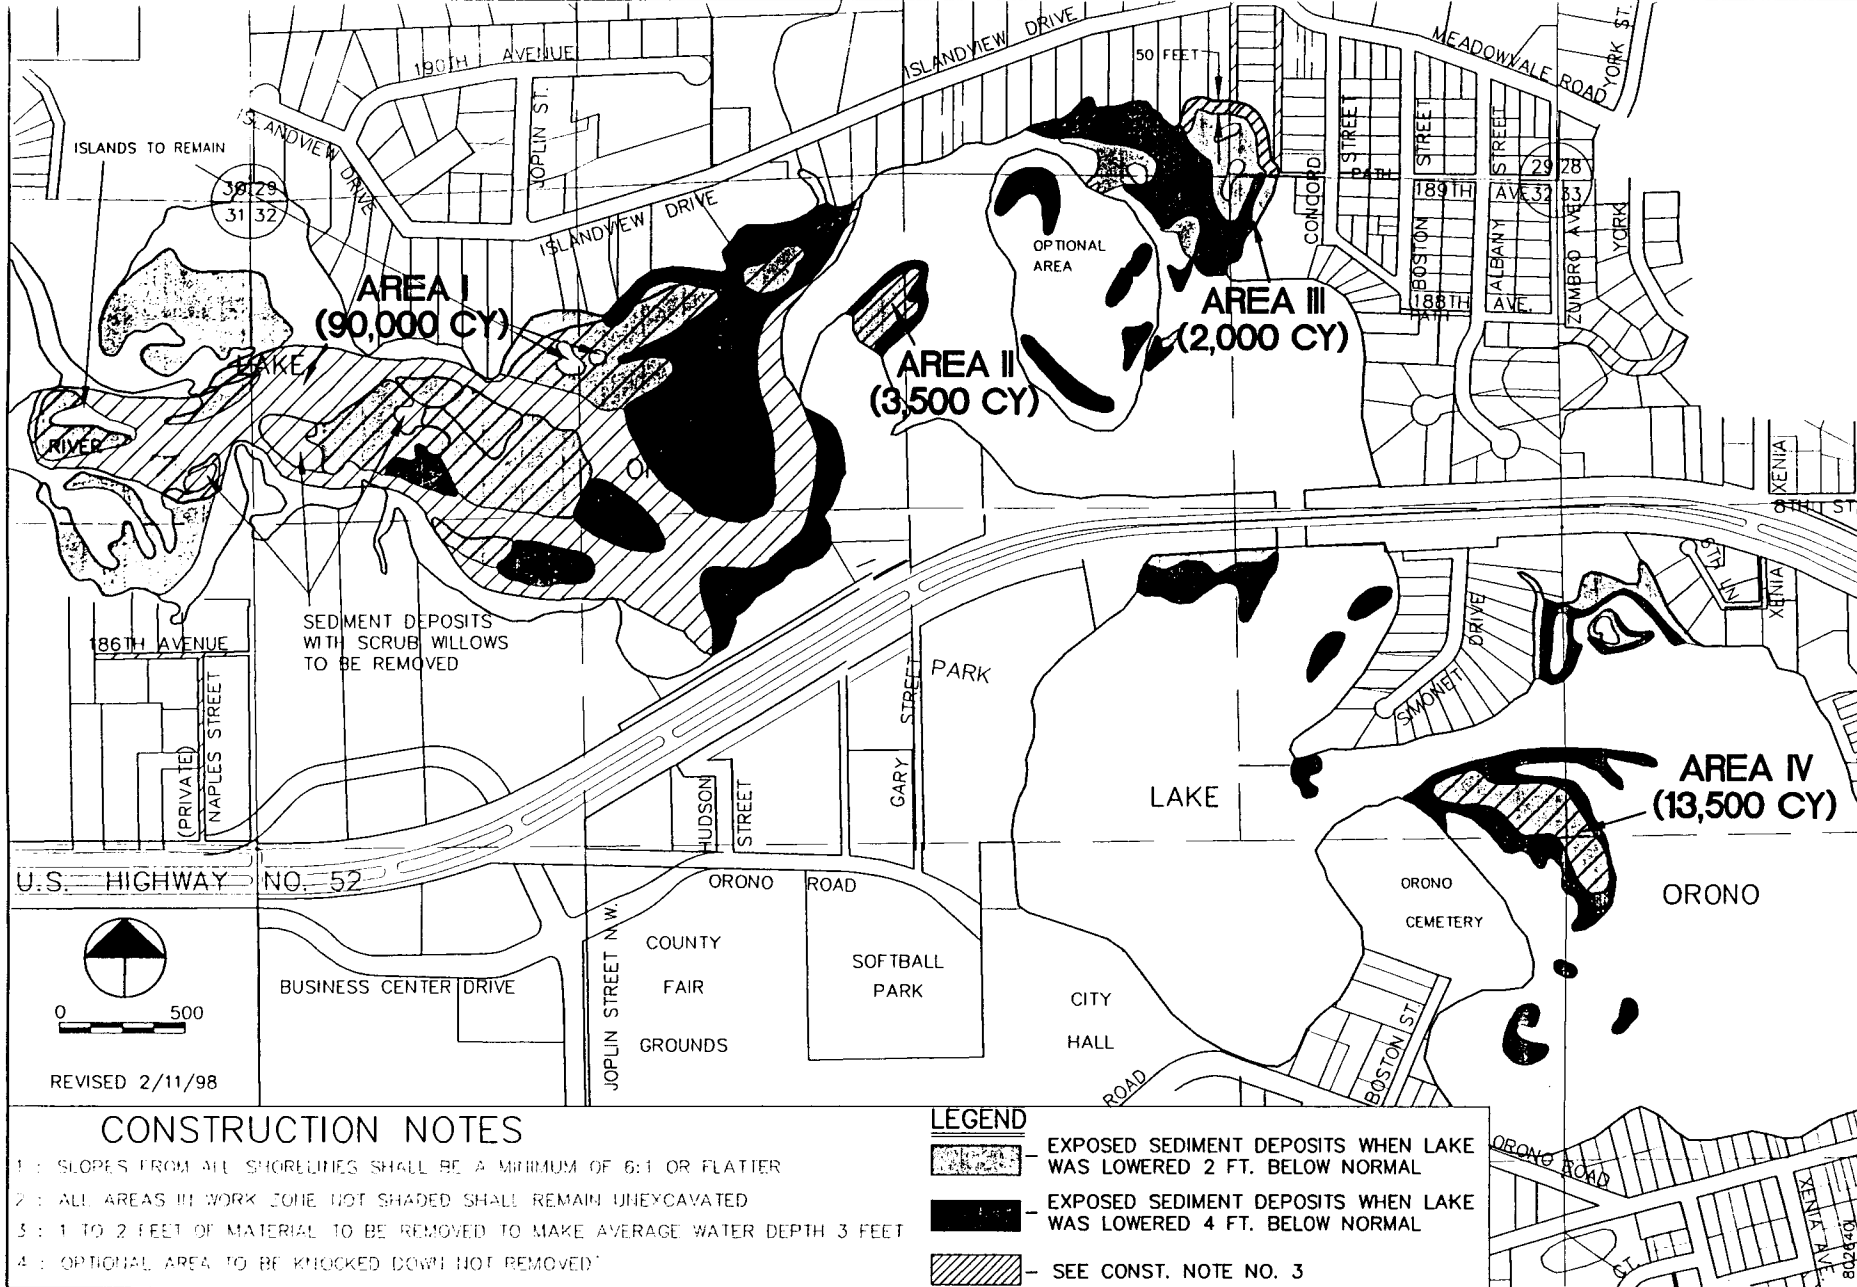 190TH AVENUE
ISLANDVIEW DRIVE
50 FEET
MEADOWVALE ROAD
YORK ST.
JOPLIN ST.
ISLANDVIEW DRIVE
ISLANDS TO REMAIN
30 29
31 32
ISLANDVIEW DRIVE
CONCORD
STREET
PATH
BOSTON STREET
ALBANY STREET
189TH AVE
29 28
32 33
ZUMBRO AVE
YORK
188TH AVE.
OPTIONAL
AREA
AREA I
(90,000 CY)
AREA II
(3,500 CY)
AREA III
(2,000 CY)
LAKE
RIVER
XENIA
8TH ST
6TH LN
XENIA
SEDIMENT DEPOSITS
WITH SCRUB WILLOWS
TO BE REMOVED
186TH AVENUE
(PRIVATE)
NAPLES STREET
PARK
GARY STREET
SIMONET DRIVE
LAKE
AREA IV
(13,500 CY)
HUDSON
STREET
U.S. HIGHWAY NO. 52
ORONO ROAD
ORONO
CEMETERY
ORONO
JOPLIN STREET N.W.
COUNTY
FAIR
GROUNDS
SOFTBALL
PARK
BUSINESS CENTER DRIVE
CITY
HALL
BOSTON ST.
ROAD
0 500
REVISED 2/11/98
CONSTRUCTION NOTES
1 : SLOPES FROM ALL SHORELINES SHALL BE A MINIMUM OF 6:1 OR FLATTER
2 : ALL AREAS IN WORK ZONE NOT SHADED SHALL REMAIN UNEXCAVATED
3 : 1 TO 2 FEET OF MATERIAL TO BE REMOVED TO MAKE AVERAGE WATER DEPTH 3 FEET
4 : OPTIONAL AREA TO BE KNOCKED DOWN NOT REMOVED
LEGEND
- EXPOSED SEDIMENT DEPOSITS WHEN LAKE
WAS LOWERED 2 FT. BELOW NORMAL
- EXPOSED SEDIMENT DEPOSITS WHEN LAKE
WAS LOWERED 4 FT. BELOW NORMAL
- SEE CONST. NOTE NO. 3
ORONO ROAD
XENIA AVE.
CT.